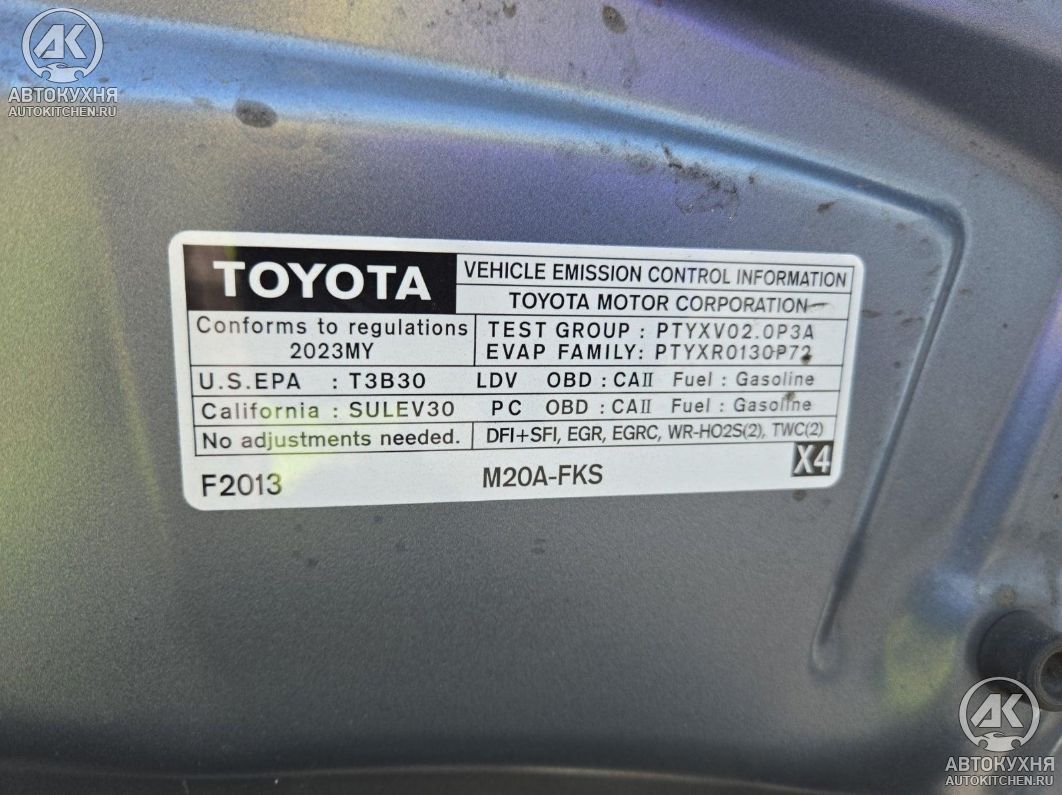 AK
АВТОКУХНЯ
AUTOKITCHEN.RU
TOYOTA
VEHICLE EMISSION CONTROL INFORMATION
TOYOTA MOTOR CORPORATION
Conforms to regulations
2023MY
TEST GROUP : PTYXV02.0P3A
EVAP FAMILY: PTYXR0130P72
U.S.EPA : T3B30 LDV OBD : CAII Fuel : Gasoline
California : SULEV30 PC OBD : CAII Fuel : Gasoline
No adjustments needed. DFI+SFI, EGR, EGRC, WR-HO2S(2), TWC(2)
F2013 M20A-FKS X4
AK
АВТОКУХНЯ
AUTOKITCHEN.RU